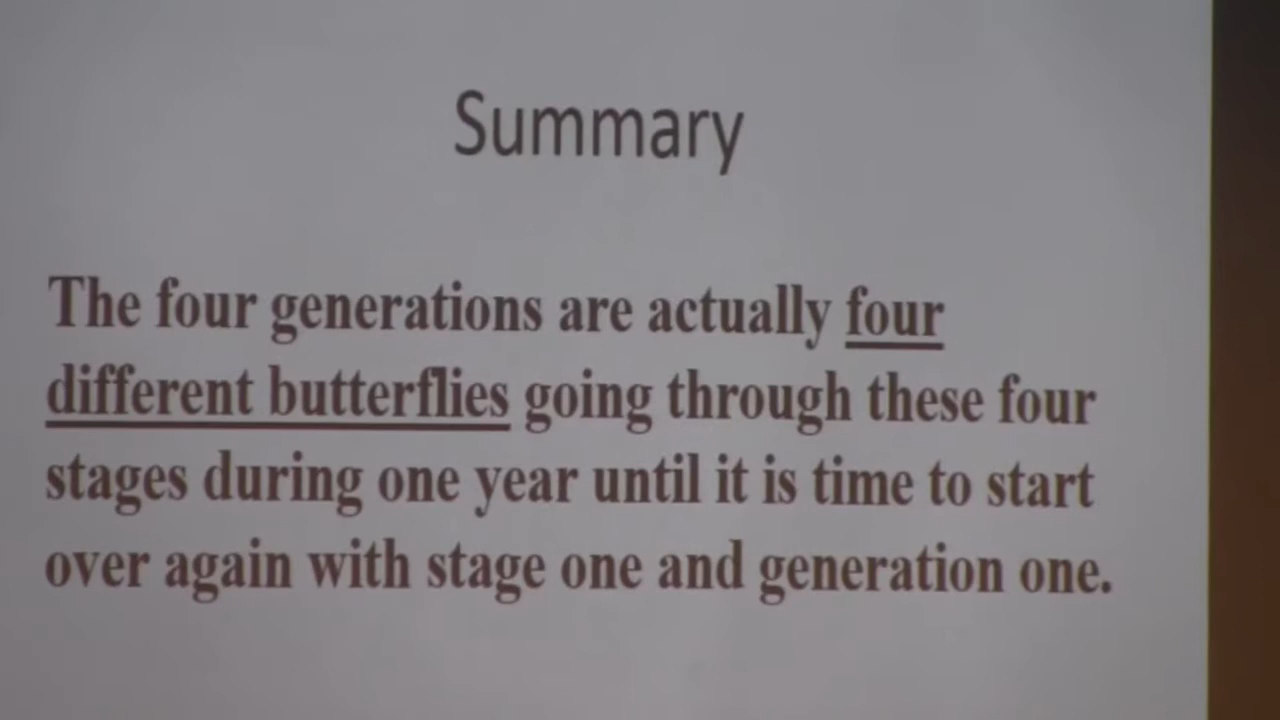 Summary
The four generations are actually four
different butterflies going through these four
stages during one year until it is time to start
over again with stage one and generation one.